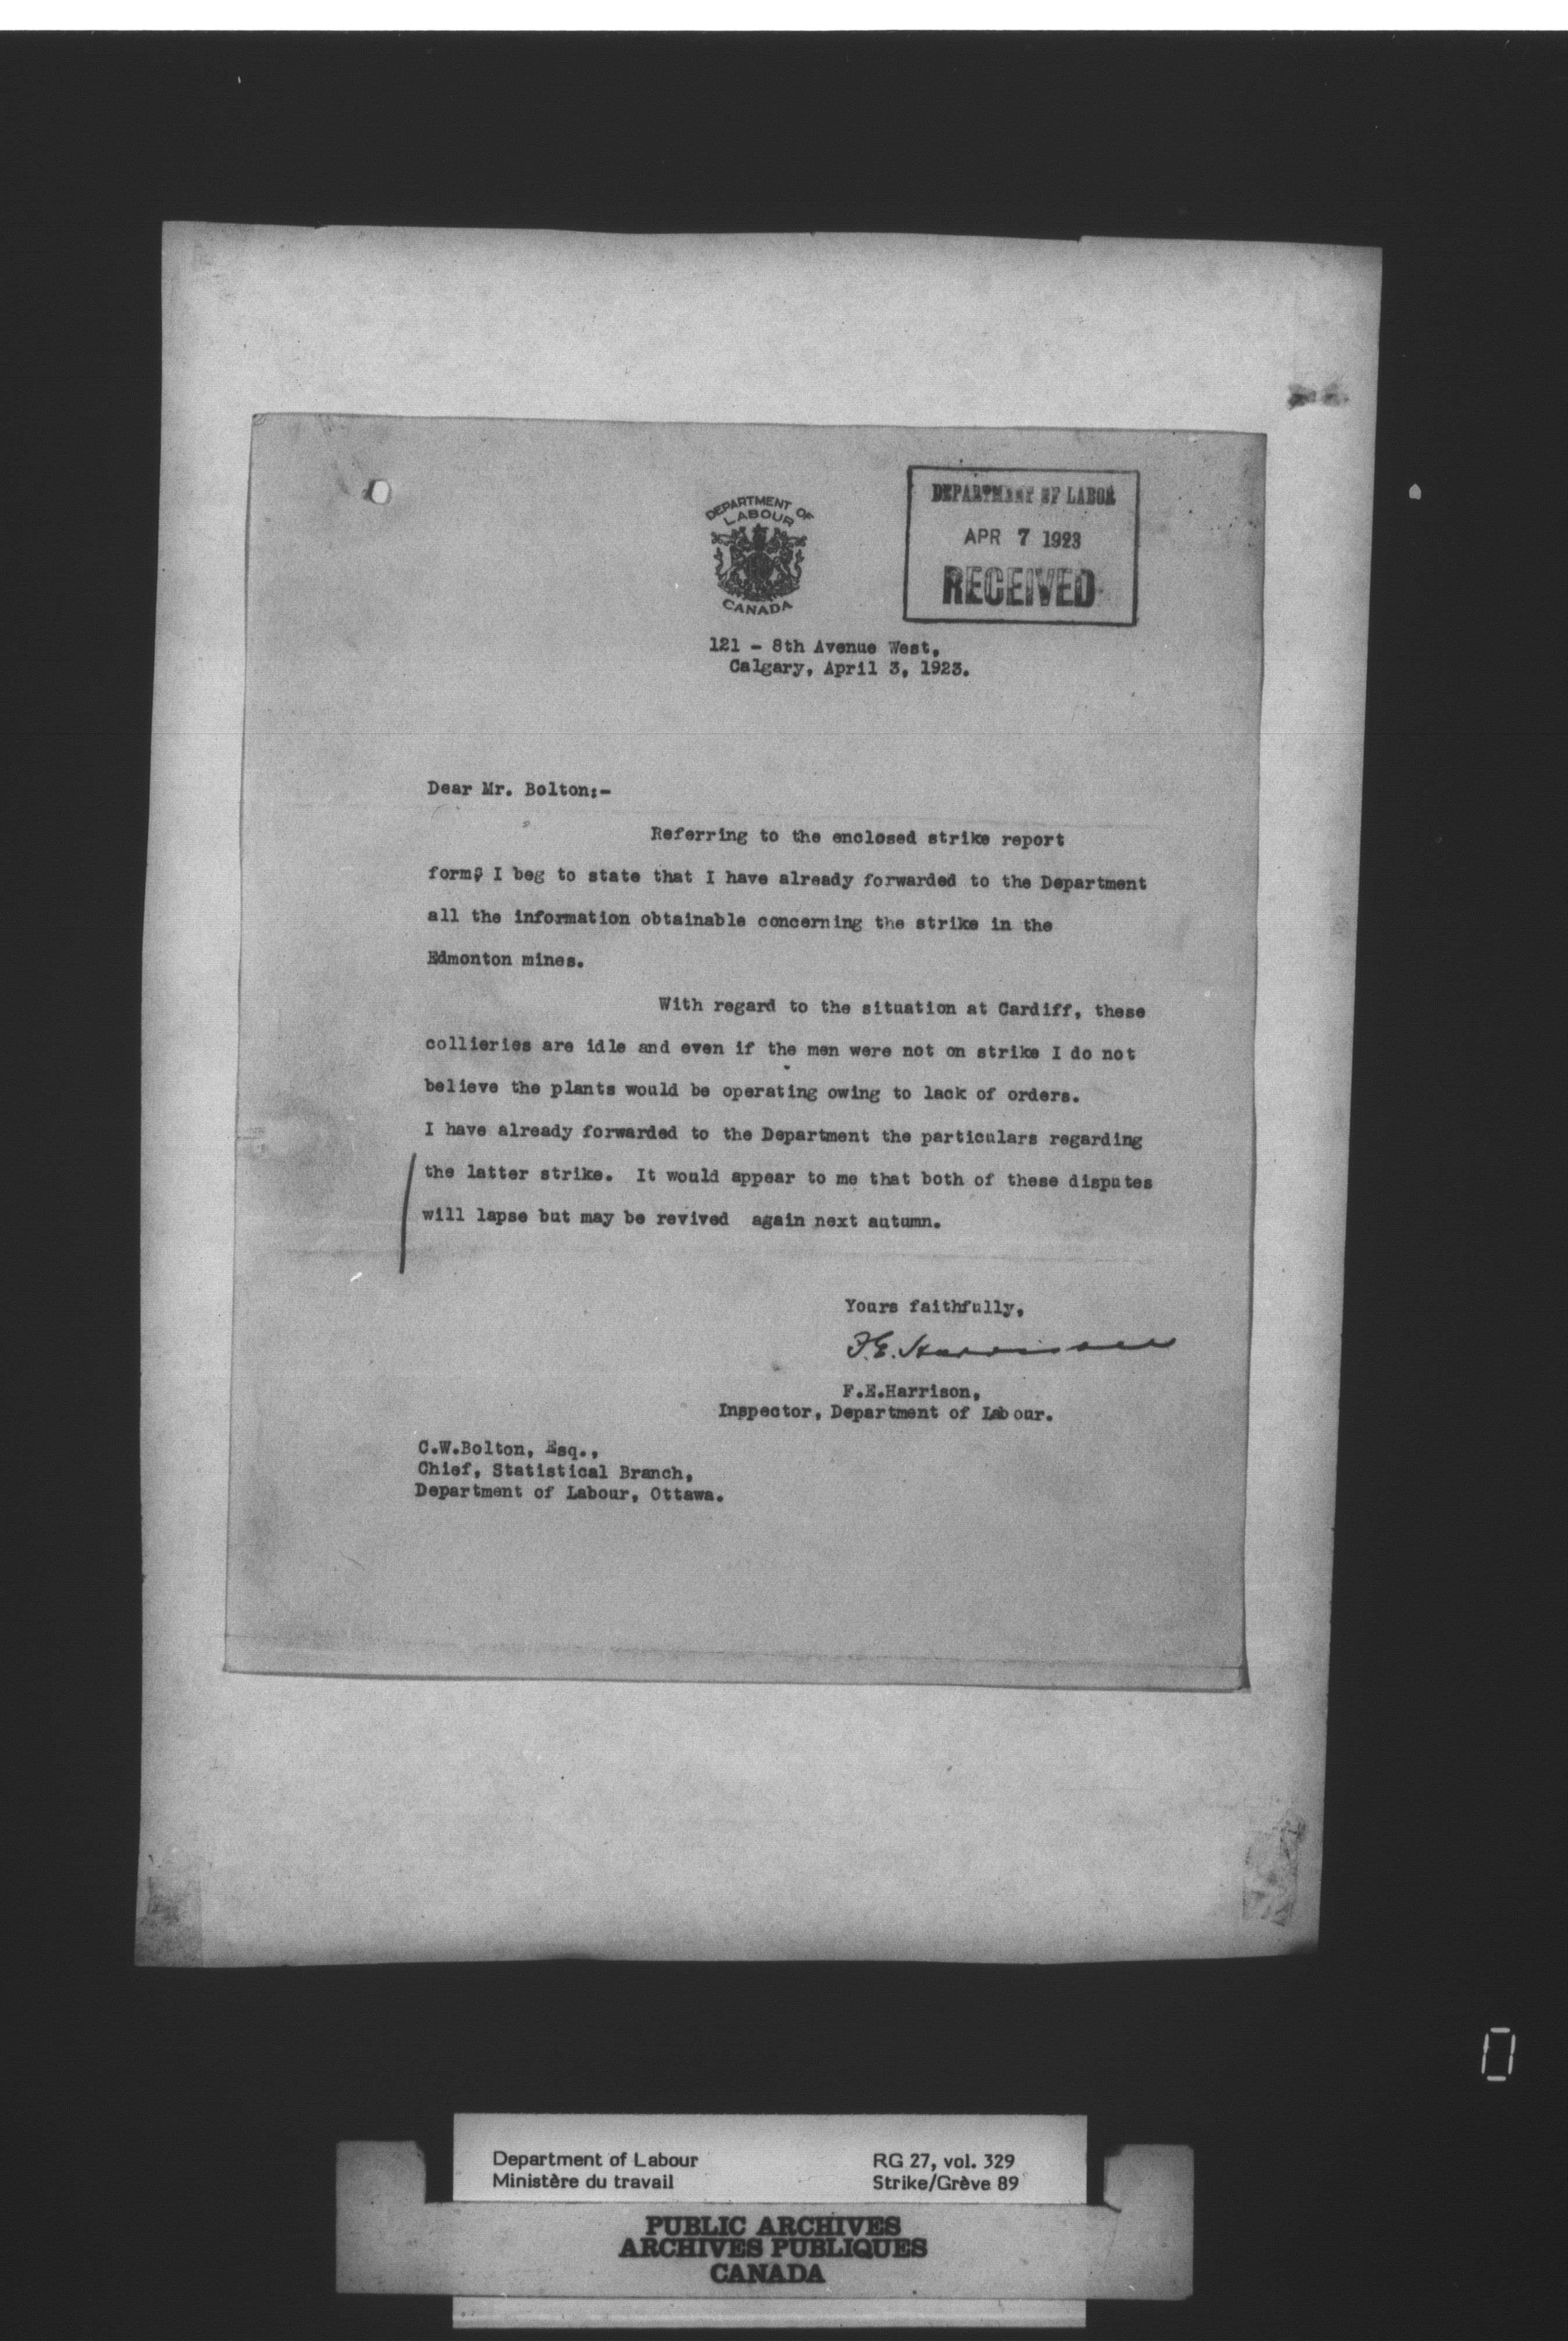 DEPARTMENT OF
LABOUR
CANADA
DEPARTMENT OF LABOR
APR 7 1923
RECEIVED
121 - 8th Avenue West,
Calgary, April 3, 1923.
Dear Mr. Bolton:-
Referring to the enclosed strike report
forms I beg to state that I have already forwarded to the Department
all the information obtainable concerning the strike in the
Edmonton mines.
With regard to the situation at Cardiff, these
collieries are idle and even if the men were not on strike I do not
believe the plants would be operating owing to lack of orders.
I have already forwarded to the Department the particulars regarding
the latter strike. It would appear to me that both of these disputes
will lapse but may be revived again next autumn.
Yours faithfully,
F.E. Harrison
F.E.Harrison,
Inspector, Department of Labour.
C.W.Bolton, Esq.,
Chief, Statistical Branch,
Department of Labour, Ottawa.
Department of Labour RG 27, vol. 329
Ministère du travail Strike/Grève 89
PUBLIC ARCHIVES
ARCHIVES PUBLIQUES
CANADA